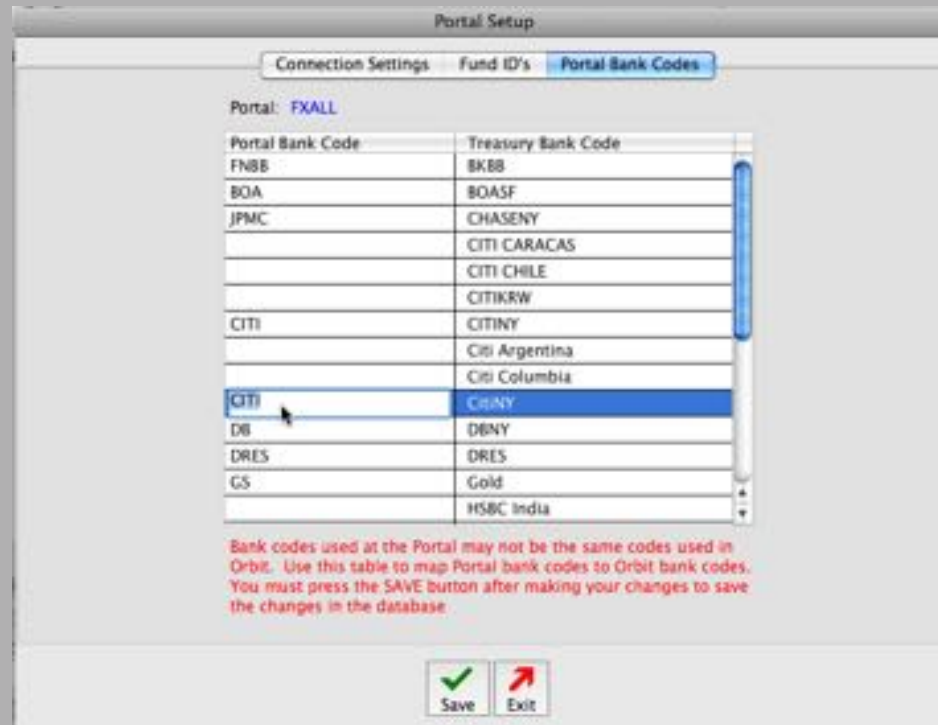 Portal Setup
Connection Settings Fund ID's Portal Bank Codes
Portal: FXALL
Portal Bank Code Treasury Bank Code
FNBB BKBB
BOA BOASF
JPMC CHASENY
CITI CARACAS
CITI CHILE
CITIKRW
CITI CITINY
Citi Argentina
Citi Columbia
CITI CitiNY
DB DBNY
DRES DRES
GS Gold
HSBC India
Bank codes used at the Portal may not be the same codes used in
Orbit. Use this table to map Portal bank codes to Orbit bank codes.
You must press the SAVE button after making your changes to save
the changes in the database
Save Exit